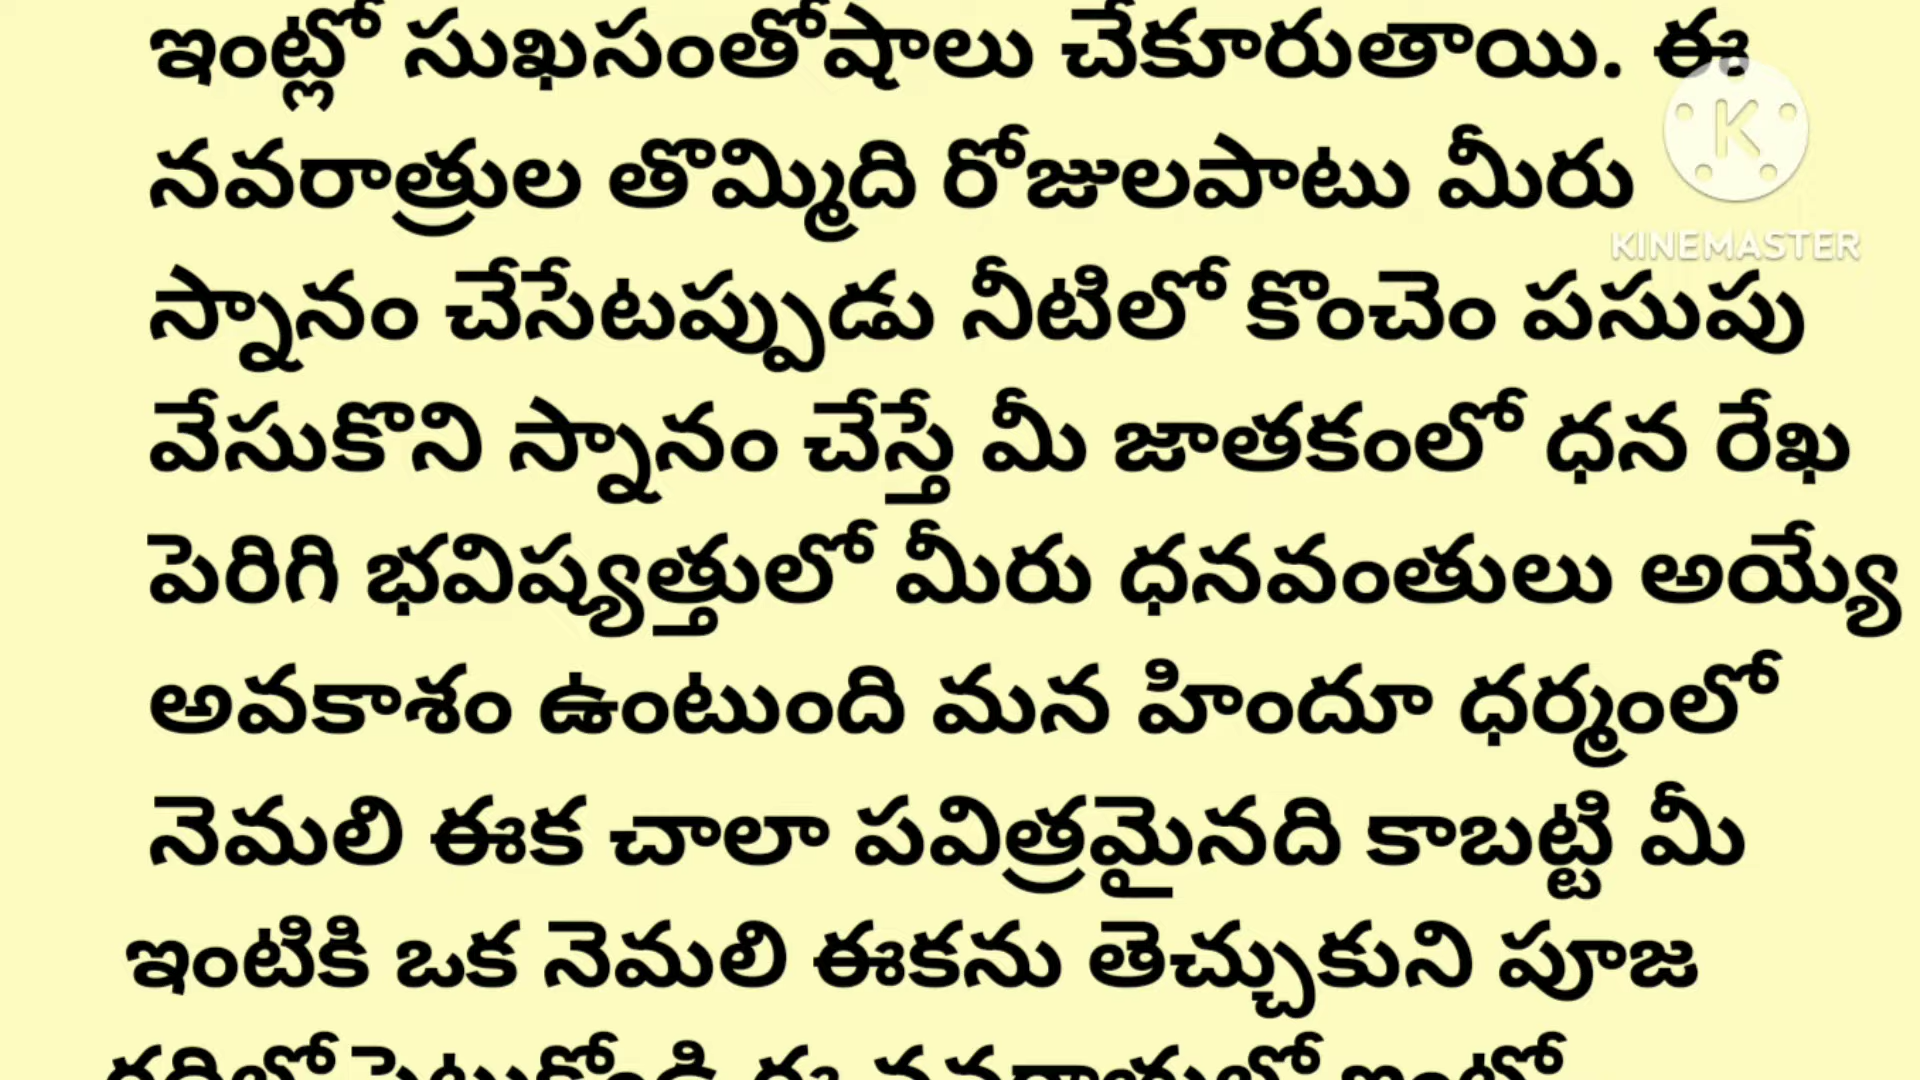 ఇంట్లో సుఖసంతోషాలు చేకూరుతాయి. ఈ
నవరాత్రుల తొమ్మిది రోజులపాటు మీరు
KINEMASTER
స్నానం చేసేటప్పుడు నీటిలో కొంచెం పసుపు
వేసుకొని స్నానం చేస్తే మీ జాతకంలో ధన రేఖ
పెరిగి భవిష్యత్తులో మీరు ధనవంతులు అయ్యే
అవకాశం ఉంటుంది మన హిందూ ధర్మంలో
నెమలి ఈక చాలా పవిత్రమైనది కాబట్టి మీ
ఇంటికి ఒక నెమలి ఈకను తెచ్చుకుని పూజ